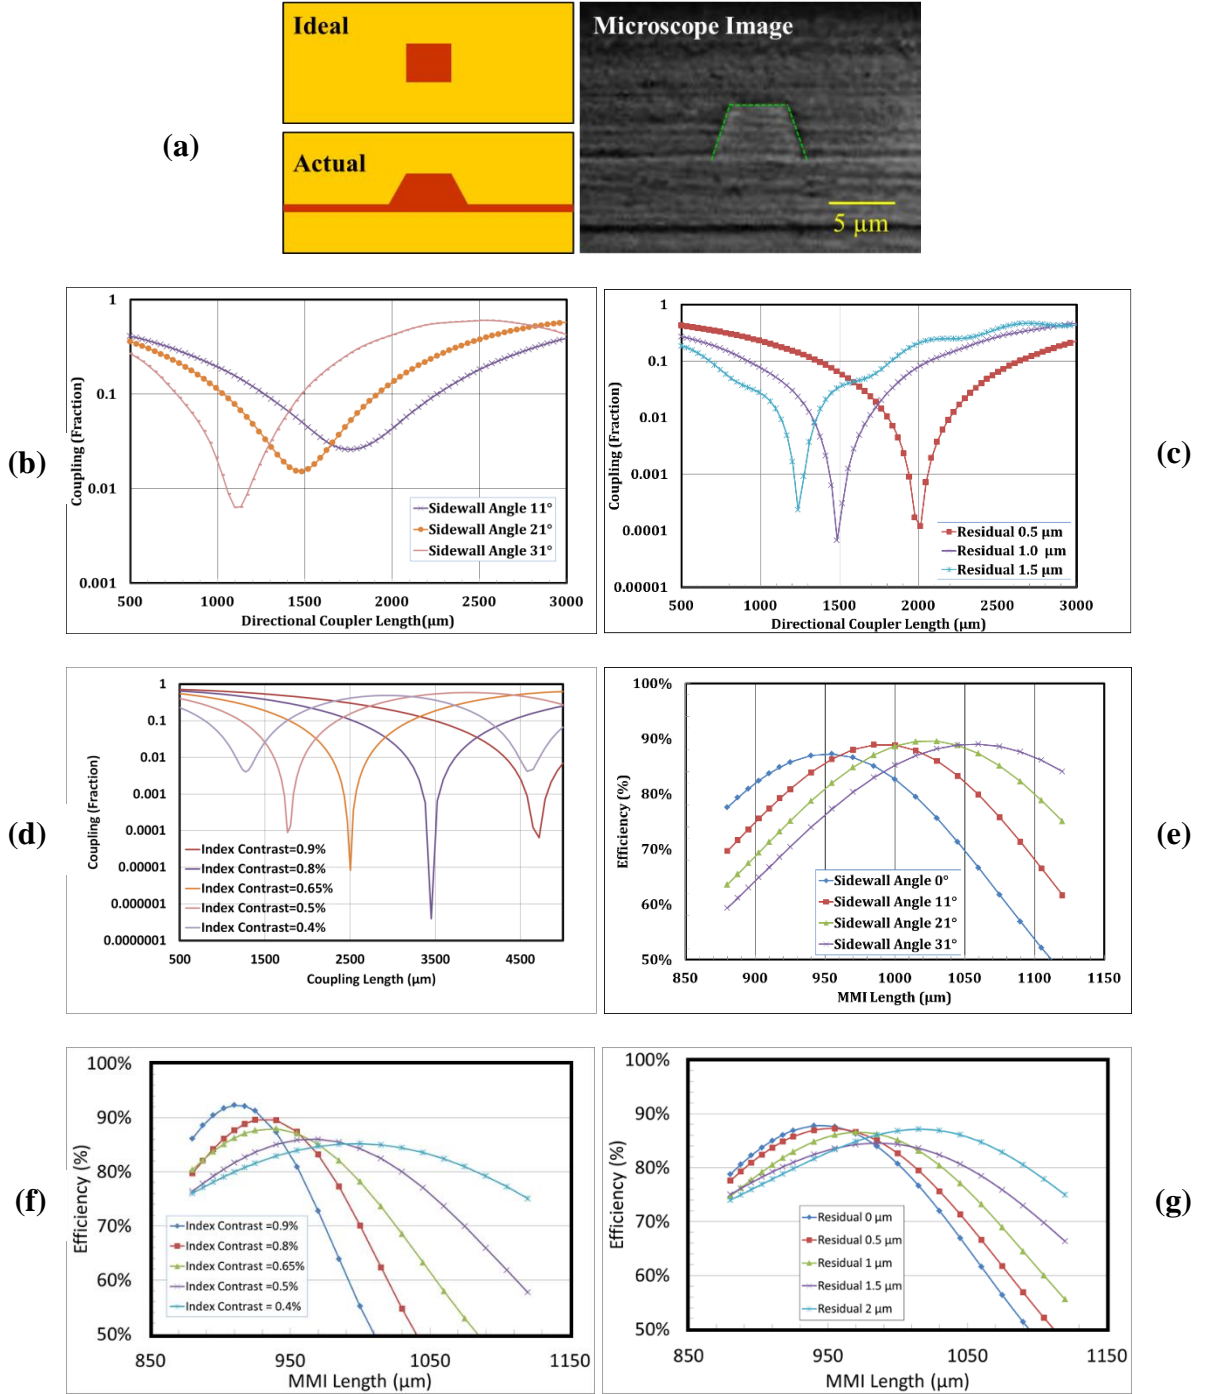 (a)
Ideal
Actual
Microscope Image
5 µm
(b)
Coupling (Fraction)
1
0.1
0.01
0.001
Sidewall Angle 11°
Sidewall Angle 21°
Sidewall Angle 31°
500 1000 1500 2000 2500 3000
Directional Coupler Length(µm)
(c)
Coupling (Fraction)
1
0.1
0.01
0.001
0.0001
0.00001
Residual 0.5 µm
Residual 1.0 µm
Residual 1.5 µm
500 1000 1500 2000 2500 3000
Directional Coupler Length (µm)
(d)
Coupling (Fraction)
1
0.1
0.01
0.001
0.0001
0.00001
0.000001
0.0000001
Index Contrast=0.9%
Index Contrast=0.8%
Index Contrast=0.65%
Index Contrast=0.5%
Index Contrast=0.4%
500 1500 2500 3500 4500
Coupling Length (µm)
(e)
Efficiency (%)
100%
90%
80%
70%
60%
50%
Sidewall Angle 0°
Sidewall Angle 11°
Sidewall Angle 21°
Sidewall Angle 31°
850 900 950 1000 1050 1100 1150
MMI Length (µm)
(f)
Efficiency (%)
100%
90%
80%
70%
60%
50%
Index Contrast =0.9%
Index Contrast =0.8%
Index Contrast =0.65%
Index Contrast =0.5%
Index Contrast = 0.4%
850 950 1050 1150
MMI Length (µm)
(g)
Efficiency (%)
100%
90%
80%
70%
60%
50%
Residual 0 µm
Residual 0.5 µm
Residual 1 µm
Residual 1.5 µm
Residual 2 µm
850 950 1050 1150
MMI Length (µm)